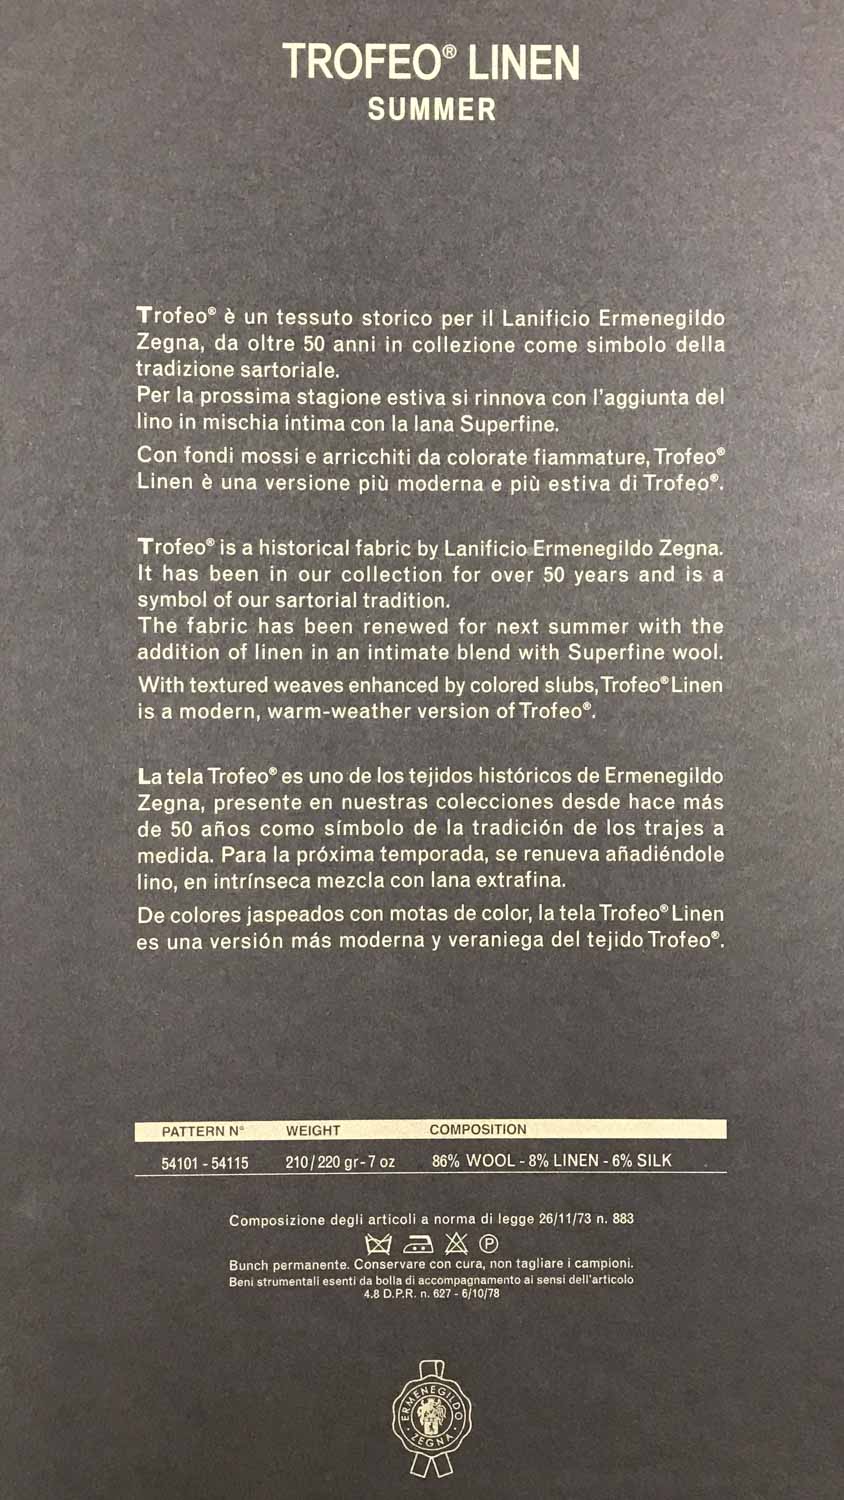 TROFEO® LINEN
SUMMER
Trofeo® è un tessuto storico per il Lanificio Ermenegildo
Zegna, da oltre 50 anni in collezione come simbolo della
tradizione sartoriale.
Per la prossima stagione estiva si rinnova con l'aggiunta del
lino in mischia intima con la lana Superfine.
Con fondi mossi e arricchiti da colorate fiammature, Trofeo®
Linen è una versione più moderna e più estiva di Trofeo®.
Trofeo® is a historical fabric by Lanificio Ermenegildo Zegna.
It has been in our collection for over 50 years and is a
symbol of our sartorial tradition.
The fabric has been renewed for next summer with the
addition of linen in an intimate blend with Superfine wool.
With textured weaves enhanced by colored slubs, Trofeo® Linen
is a modern, warm-weather version of Trofeo®.
La tela Trofeo® es uno de los tejidos históricos de Ermenegildo
Zegna, presente en nuestras colecciones desde hace más
de 50 años como símbolo de la tradición de los trajes a
medida. Para la próxima temporada, se renueva añadiéndole
lino, en intrínseca mezcla con lana extrafina.
De colores jaspeados con motas de color, la tela Trofeo® Linen
es una versión más moderna y veraniega del tejido Trofeo®.
PATTERN N° WEIGHT COMPOSITION
54101 - 54115 210/220 gr - 7 oz 86% WOOL - 8% LINEN - 6% SILK
Composizione degli articoli a norma di legge 26/11/73 n. 883
P
Bunch permanente. Conservare con cura, non tagliare i campioni.
Beni strumentali esenti da bolla di accompagnamento ai sensi dell'articolo
4.8 D.P.R. n. 627 - 6/10/78
ERMENEGILDO
ZEGNA